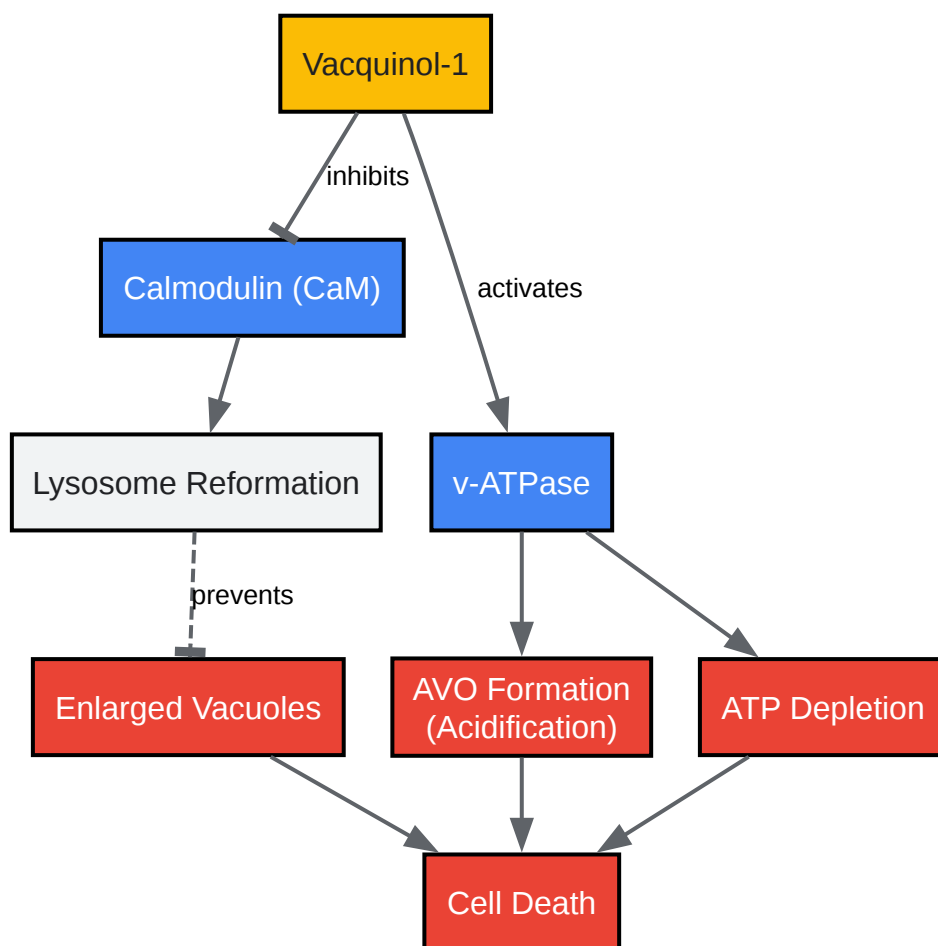 Vacquinol-1
inhibits
Calmodulin (CaM)
activates
Lysosome Reformation
v-ATPase
prevents
Enlarged Vacuoles
AVO Formation
(Acidification)
ATP Depletion
Cell Death